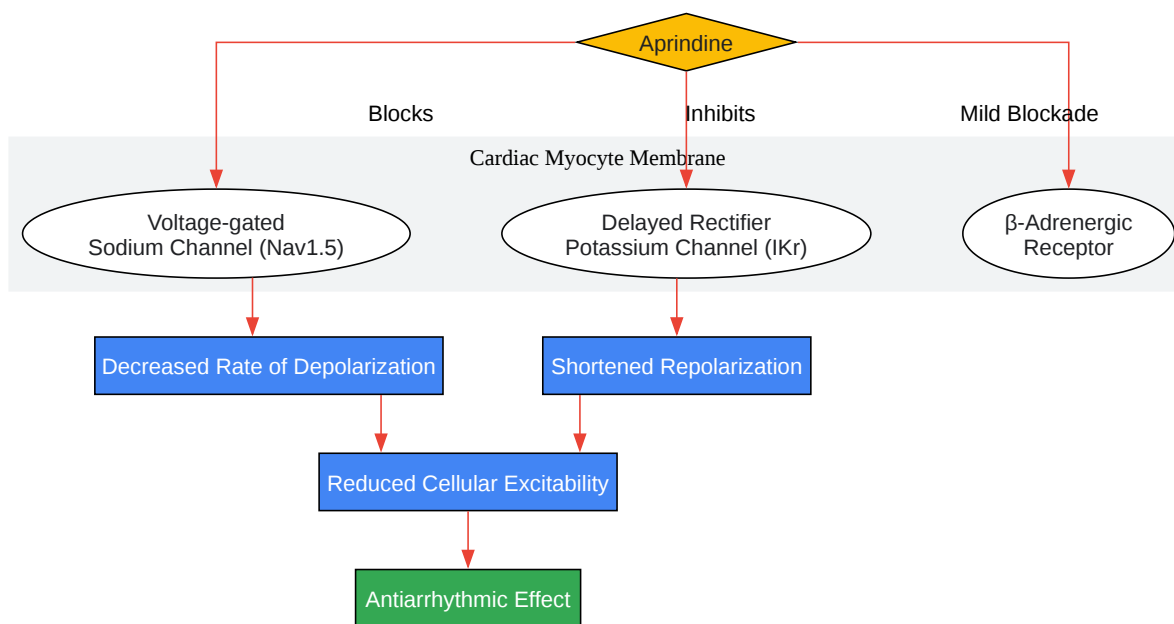 Aprindine
Blocks
Inhibits
Mild Blockade
Cardiac Myocyte Membrane
Voltage-gated
Sodium Channel (Nav1.5)
Delayed Rectifier
Potassium Channel (IKr)
β-Adrenergic
Receptor
Decreased Rate of Depolarization
Shortened Repolarization
Reduced Cellular Excitability
Antiarrhythmic Effect